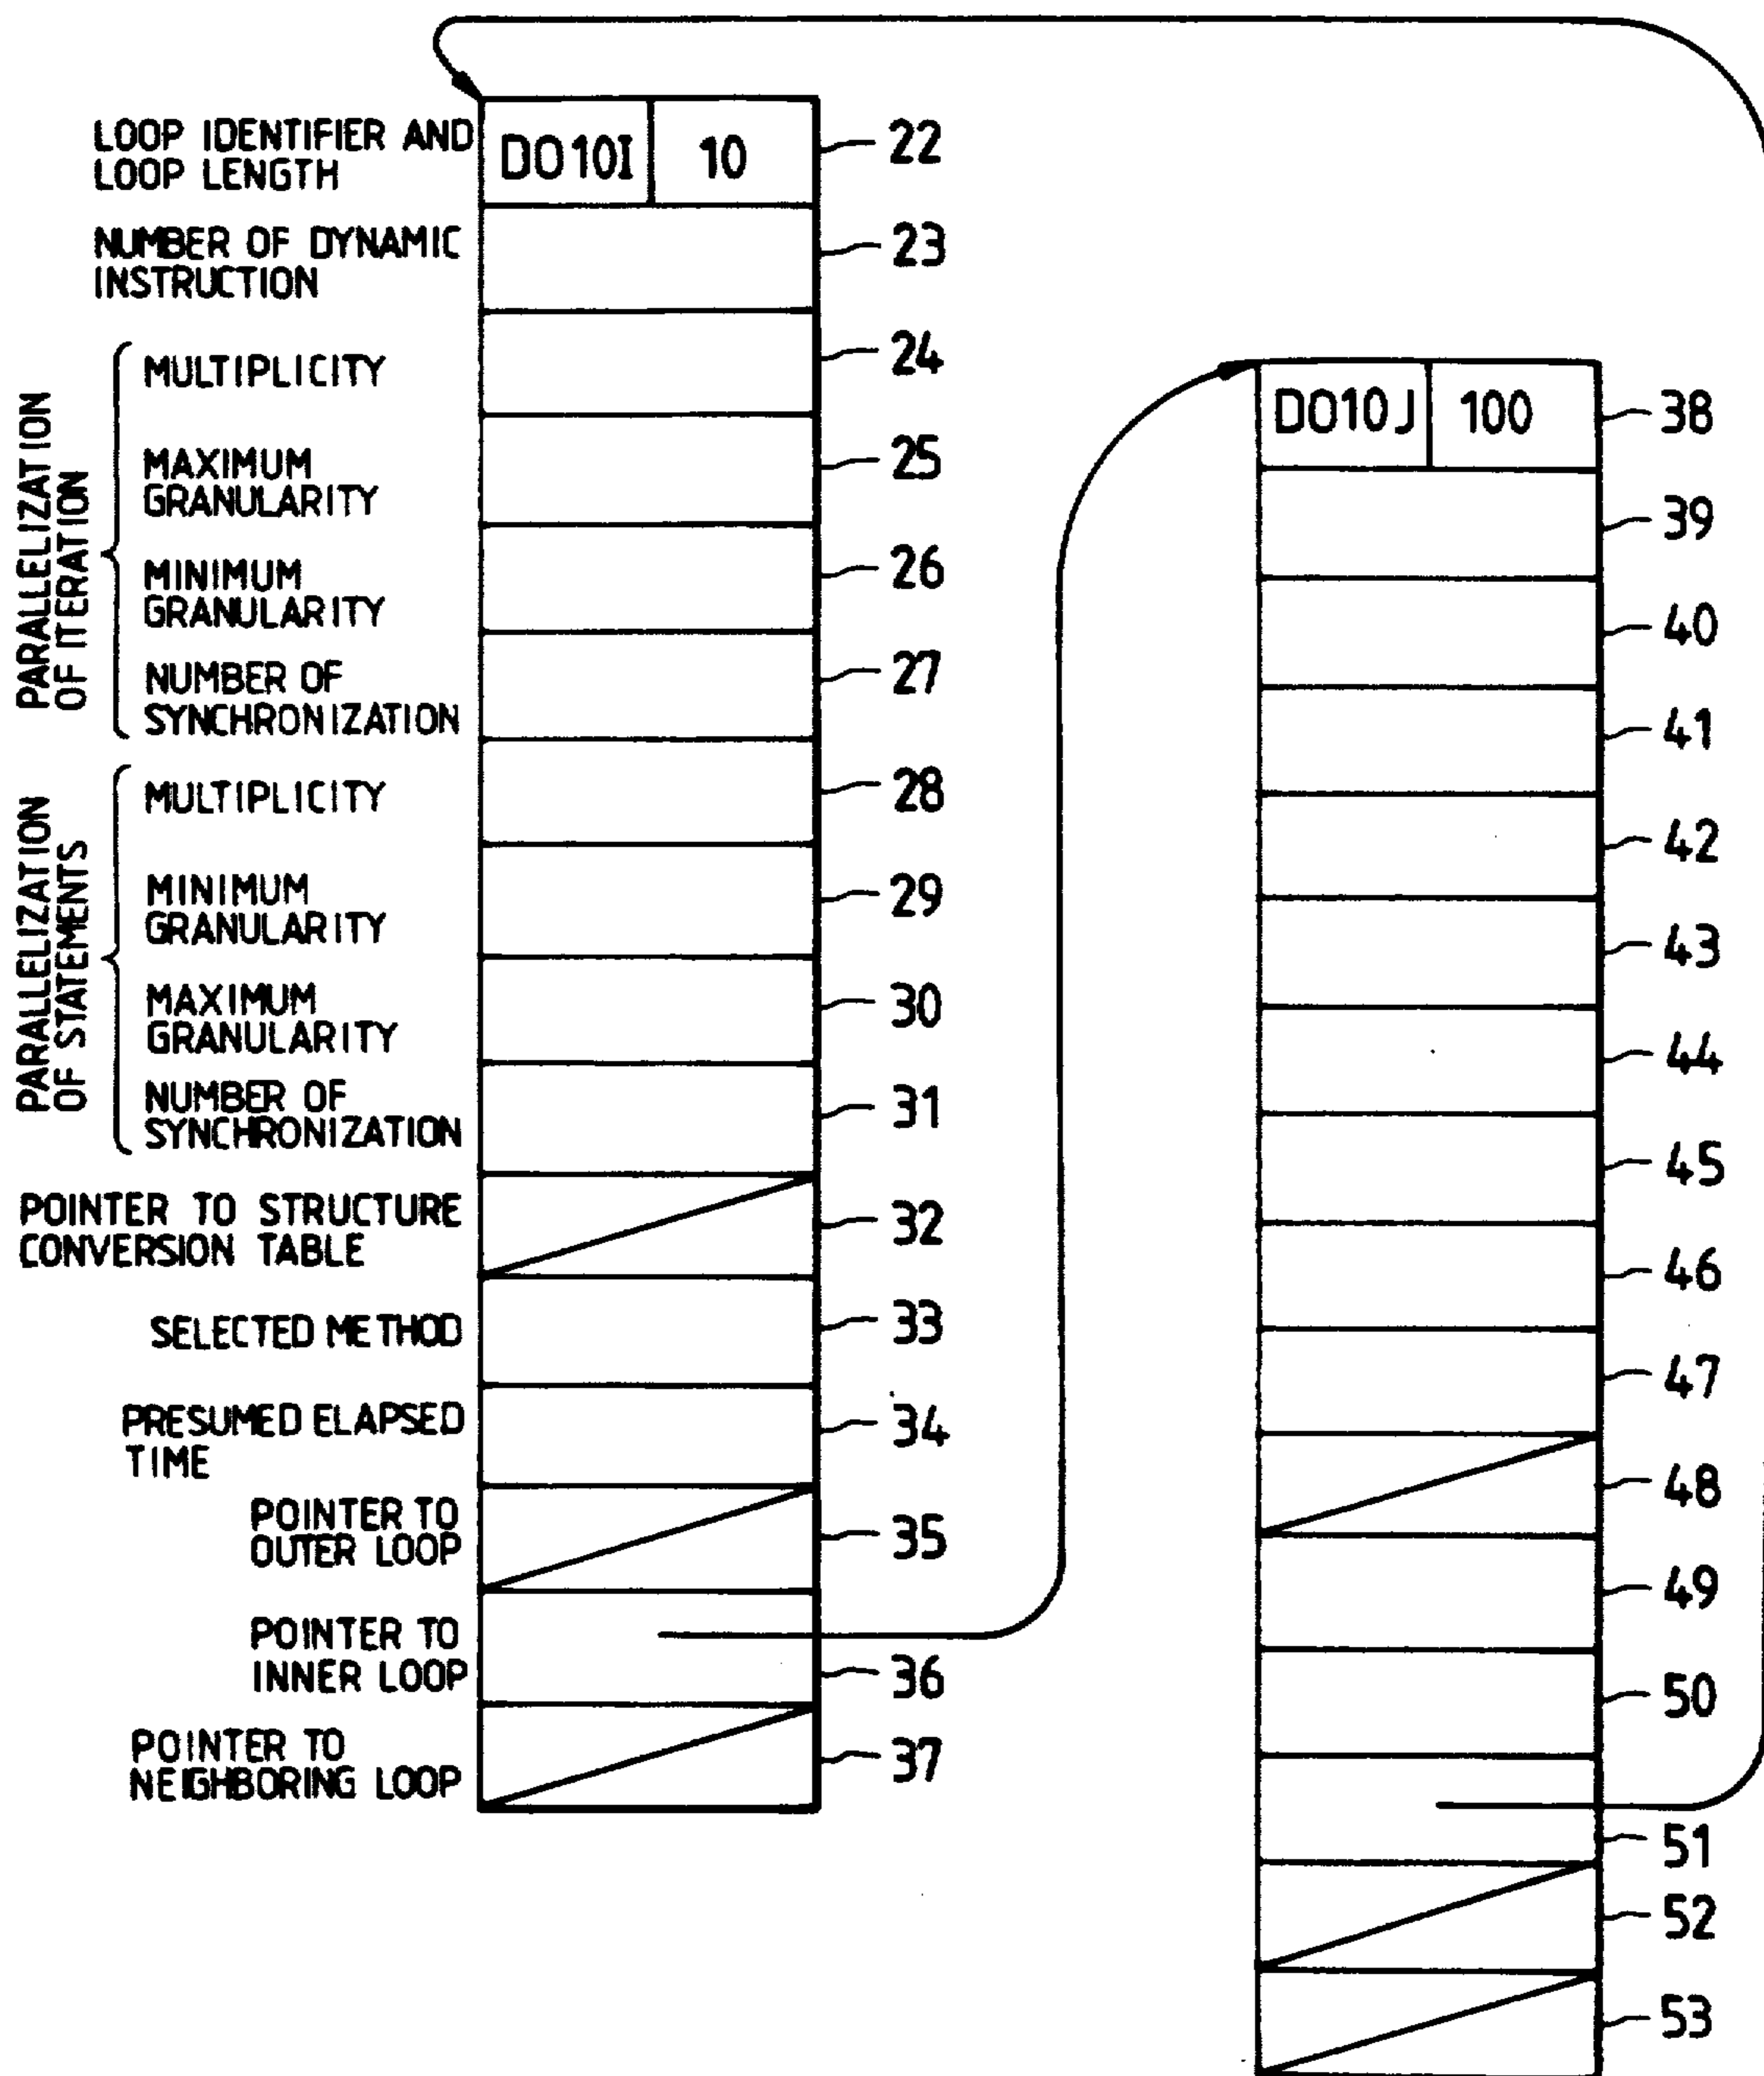 LOOP IDENTIFIER AND
LOOP LENGTH
DO10I
10
22
NUMBER OF DYNAMIC
INSTRUCTION
23
PARALLELIZATION
OF ITERATION
MULTIPLICITY
24
MAXIMUM
GRANULARITY
25
MINIMUM
GRANULARITY
26
NUMBER OF
SYNCHRONIZATION
27
PARALLELIZATION
OF STATEMENTS
MULTIPLICITY
28
MINIMUM
GRANULARITY
29
MAXIMUM
GRANULARITY
30
NUMBER OF
SYNCHRONIZATION
31
POINTER TO STRUCTURE
CONVERSION TABLE
32
SELECTED METHOD
33
PRESUMED ELAPSED
TIME
34
POINTER TO
OUTER LOOP
35
POINTER TO
INNER LOOP
36
POINTER TO
NEIGHBORING LOOP
37
DO10J
100
38
39
40
41
42
43
44
45
46
47
48
49
50
51
52
53